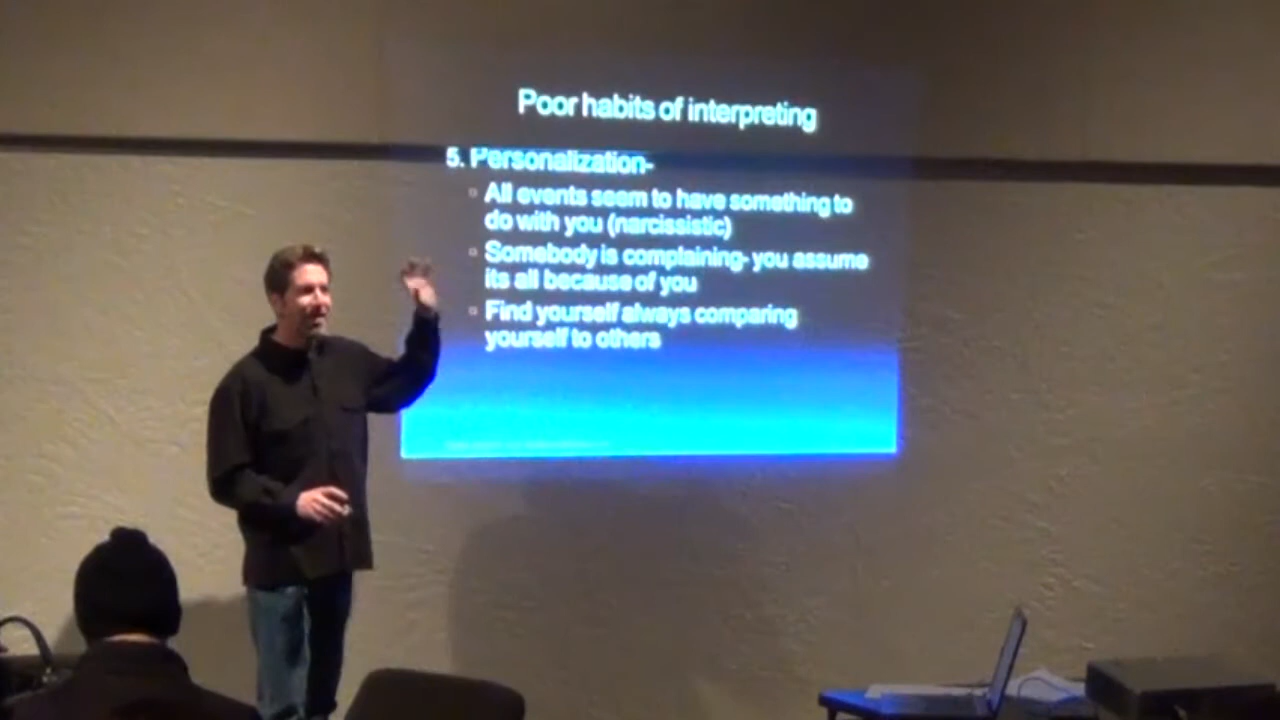 Poor habits of interpreting
5. Personalization-
All events seem to have something to
do with you (narcissistic)
Somebody is complaining- you assume
its all because of you
Find yourself always comparing
yourself to others